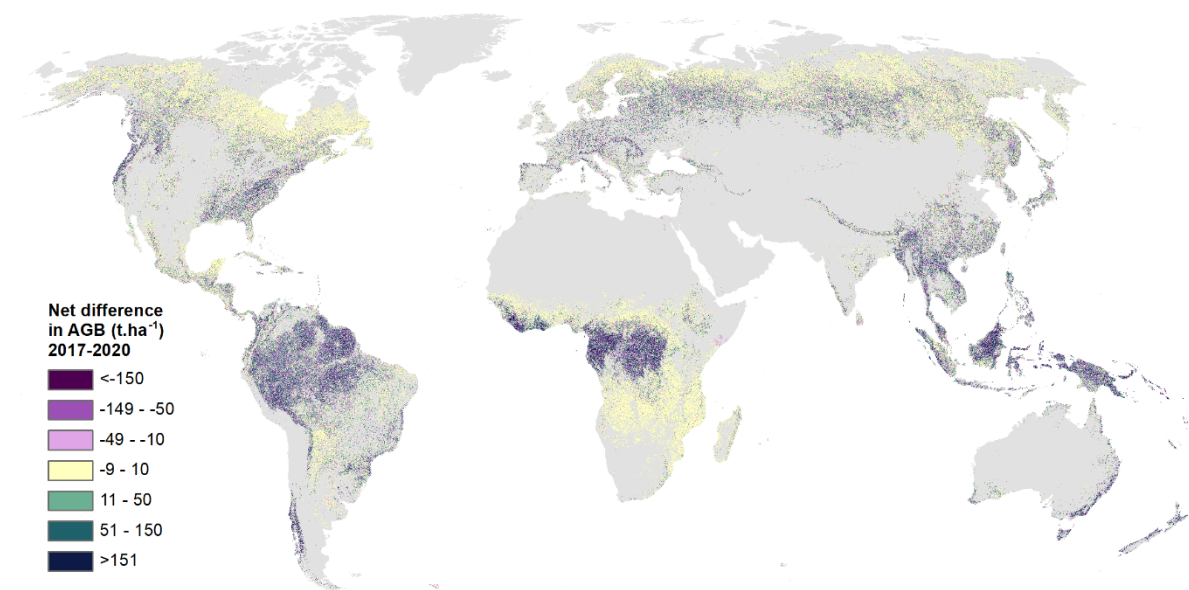 Net difference
in AGB (t.ha⁻¹)
2017-2020
<-150
-149 - -50
-49 - -10
-9 - 10
11 - 50
51 - 150
>151